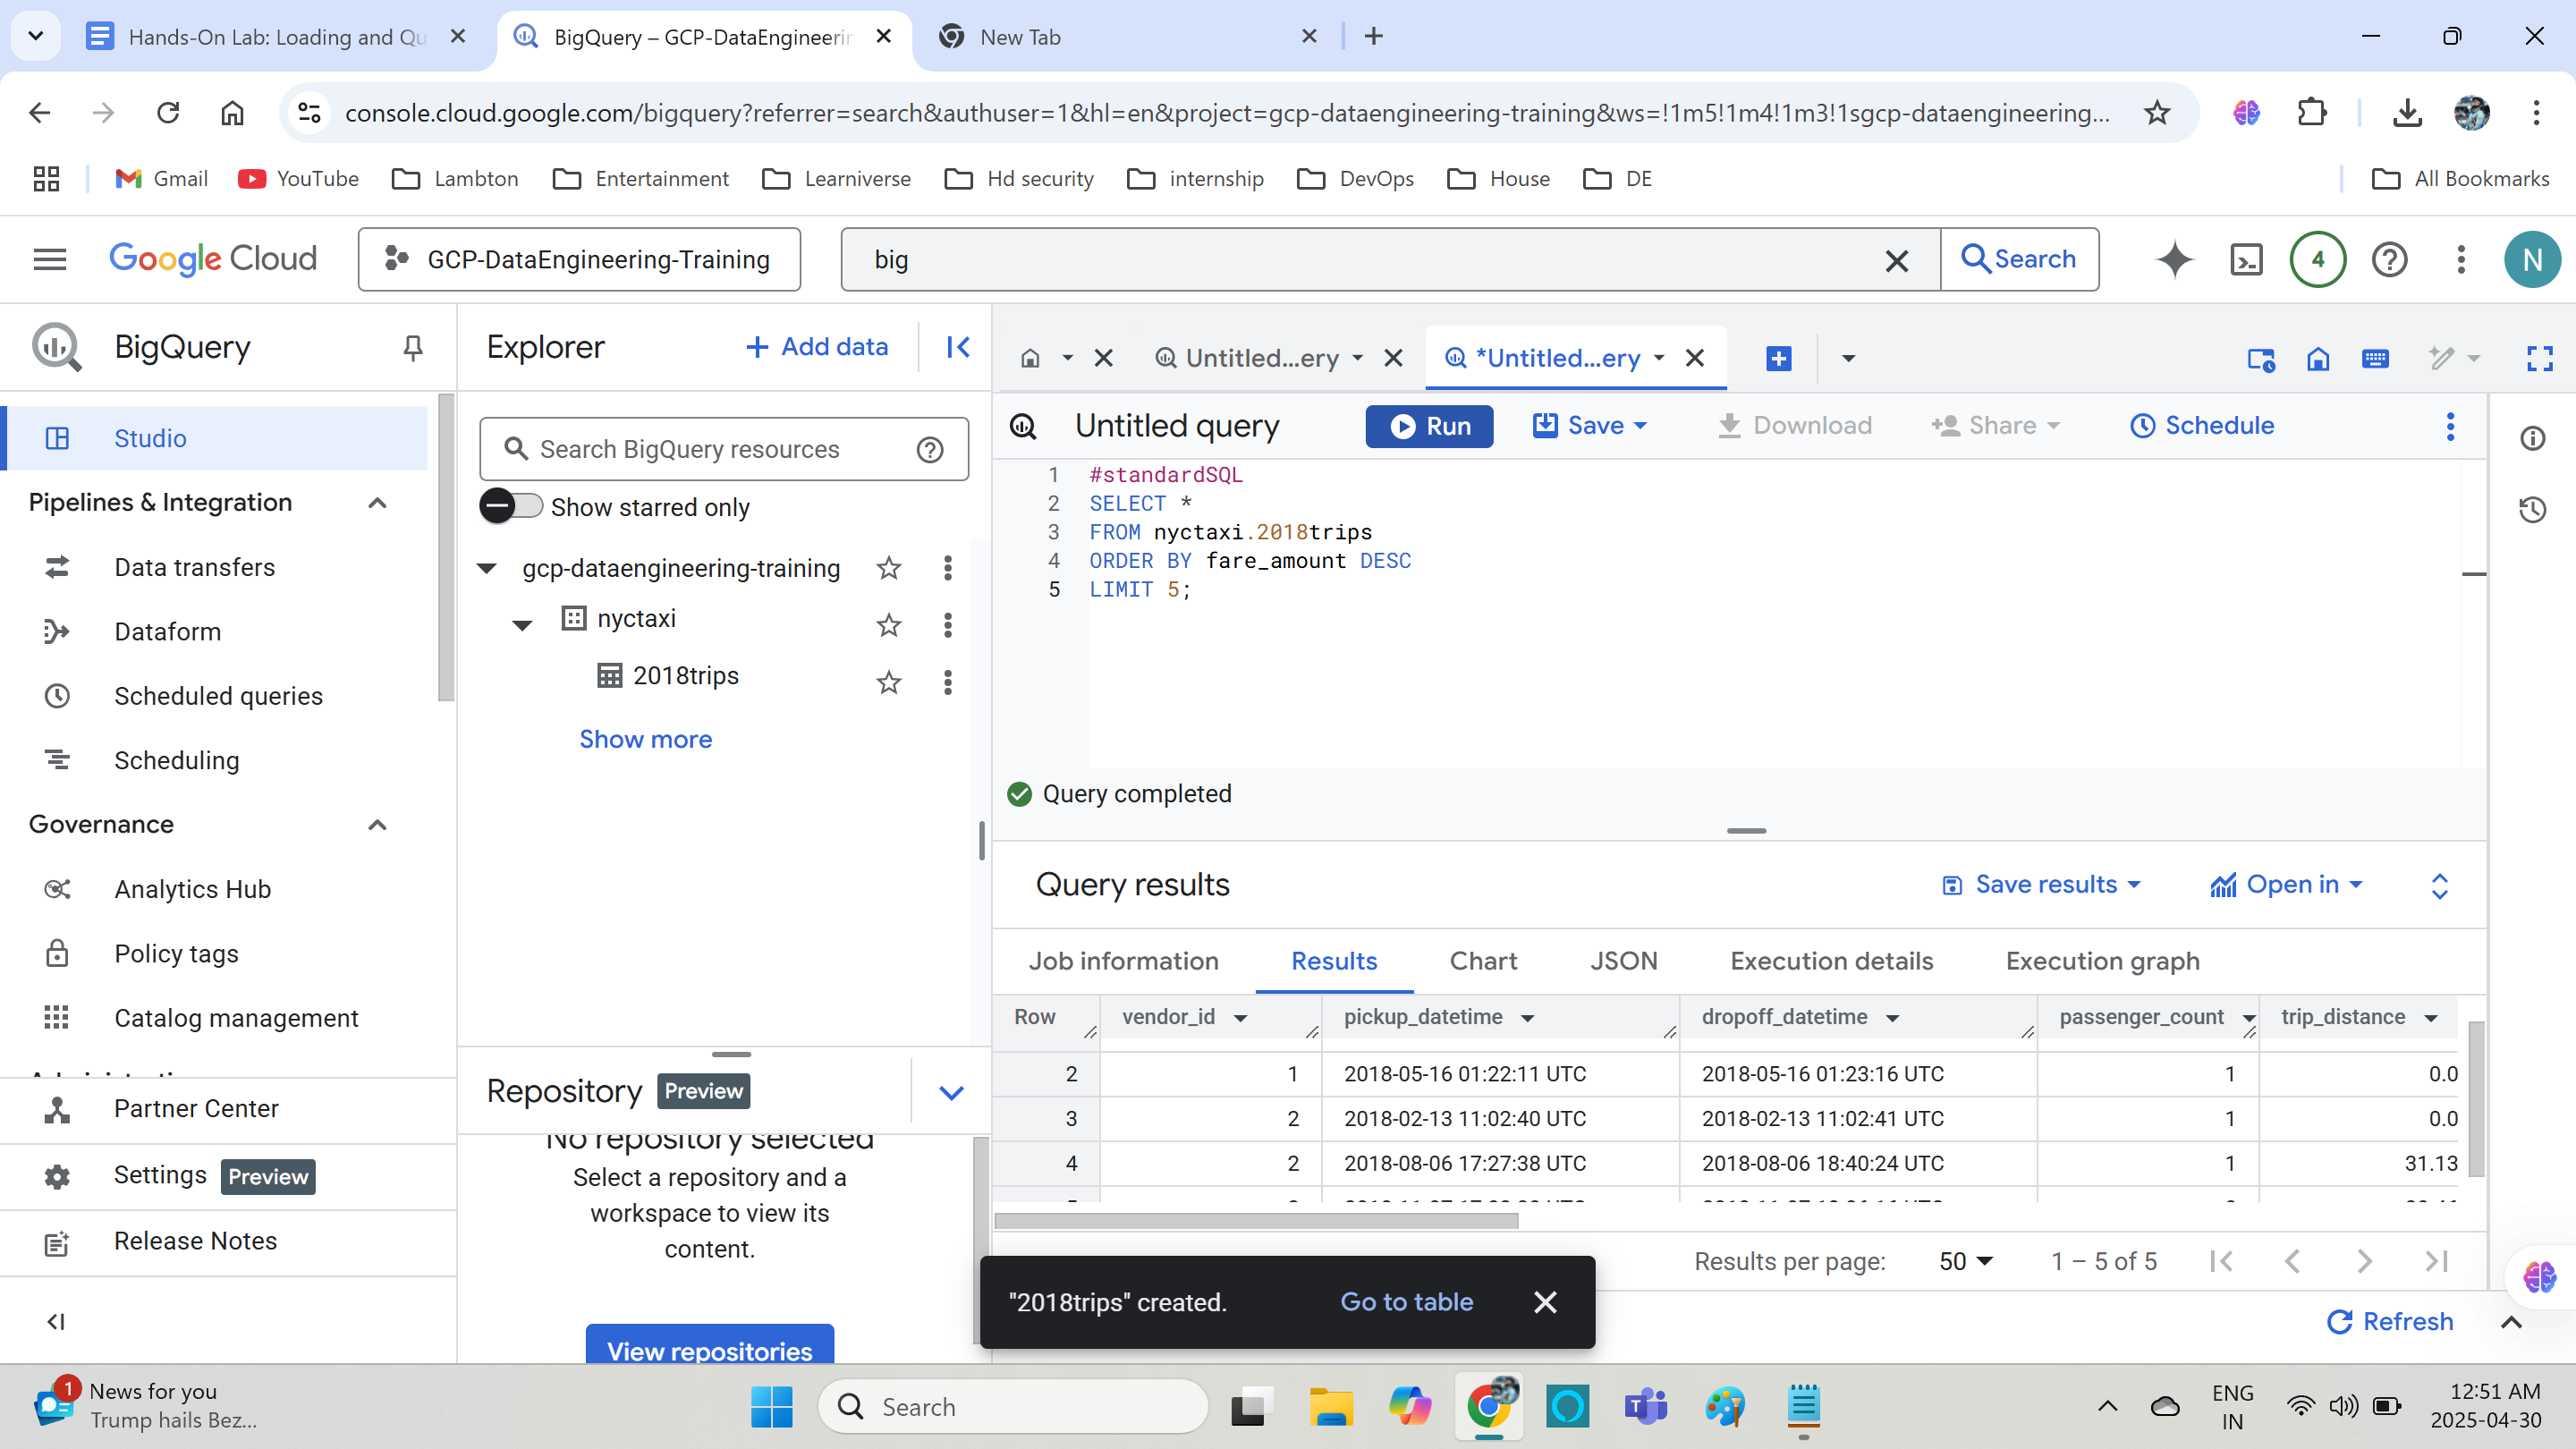 Hands-On Lab: Loading and Qu
BigQuery – GCP-DataEngineerin
New Tab
console.cloud.google.com/bigquery?referrer=search&authuser=1&hl=en&project=gcp-dataengineering-training&ws=!1m5!1m4!1m3!1sgcp-dataengineering...
Gmail
YouTube
Lambton
Entertainment
Learniverse
Hd security
internship
DevOps
House
DE
All Bookmarks
Google Cloud
GCP-DataEngineering-Training
big
Search
4
N
BigQuery
Studio
Pipelines & Integration
Data transfers
Dataform
Scheduled queries
Scheduling
Governance
Analytics Hub
Policy tags
Catalog management
Partner Center
Settings Preview
Release Notes
Explorer
+ Add data
Search BigQuery resources
Show starred only
gcp-dataengineering-training
nyctaxi
2018trips
Show more
Repository Preview
No repository selected
Select a repository and a
workspace to view its
content.
View repositories
Untitled...ery
*Untitled...ery
Untitled query
Run
Save
Download
Share
Schedule
1 #standardSQL
2 SELECT *
3 FROM nyctaxi.2018trips
4 ORDER BY fare_amount DESC
5 LIMIT 5;
Query completed
Query results
Save results
Open in
Job information
Results
Chart
JSON
Execution details
Execution graph
Row vendor_id pickup_datetime dropoff_datetime passenger_count trip_distance
2 1 2018-05-16 01:22:11 UTC 2018-05-16 01:23:16 UTC 1 0.0
3 2 2018-02-13 11:02:40 UTC 2018-02-13 11:02:41 UTC 1 0.0
4 2 2018-08-06 17:27:38 UTC 2018-08-06 18:40:24 UTC 1 31.13
Results per page: 50 1 – 5 of 5
"2018trips" created.
Go to table
Refresh
1
News for you
Trump hails Bez...
Search
ENG
IN
12:51 AM
2025-04-30